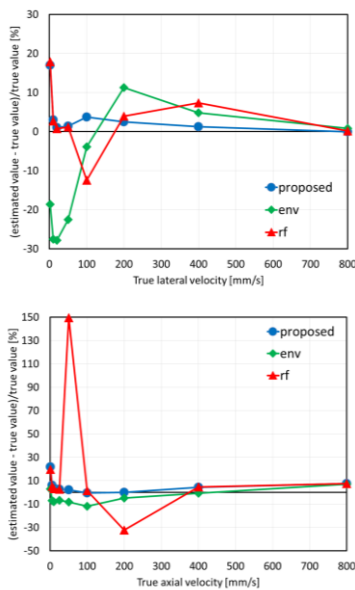 (estimated value - true value)/true value [%]
30
20
10
0
-10
-20
-30
proposed
env
rf
0 100 200 300 400 500 600 700 800
True lateral velocity [mm/s]
(estimated value - true value)/true value [%]
150
130
110
90
70
50
30
10
-10
-30
-50
proposed
env
rf
0 100 200 300 400 500 600 700 800
True axial velocity [mm/s]